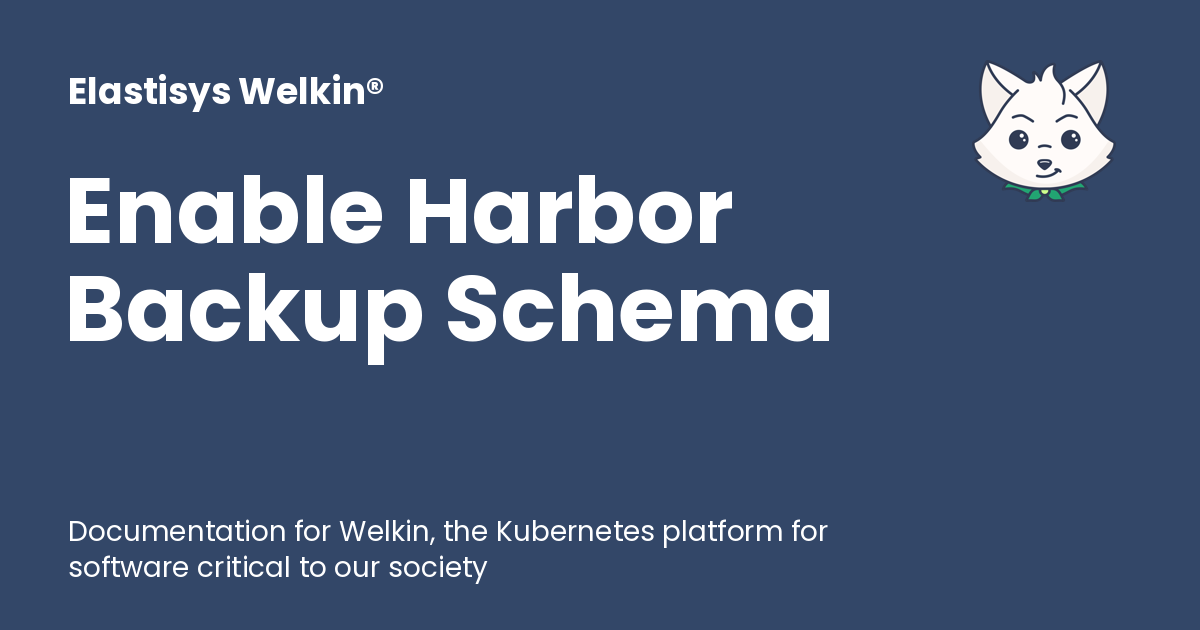 Elastisys Welkin®
Enable Harbor
Backup Schema
Documentation for Welkin, the Kubernetes platform for
software critical to our society